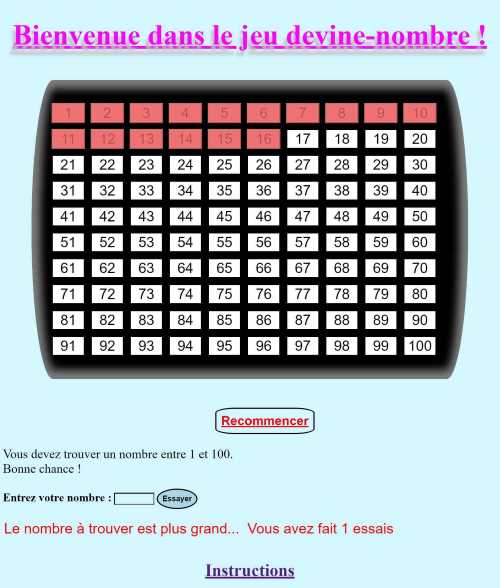 Bienvenue dans le jeu devine-nombre !
1 2 3 4 5 6 7 8 9 10
11 12 13 14 15 16 17 18 19 20
21 22 23 24 25 26 27 28 29 30
31 32 33 34 35 36 37 38 39 40
41 42 43 44 45 46 47 48 49 50
51 52 53 54 55 56 57 58 59 60
61 62 63 64 65 66 67 68 69 70
71 72 73 74 75 76 77 78 79 80
81 82 83 84 85 86 87 88 89 90
91 92 93 94 95 96 97 98 99 100
Recommencer
Vous devez trouver un nombre entre 1 et 100.
Bonne chance !
Entrez votre nombre : Essayer
Le nombre à trouver est plus grand... Vous avez fait 1 essais
Instructions